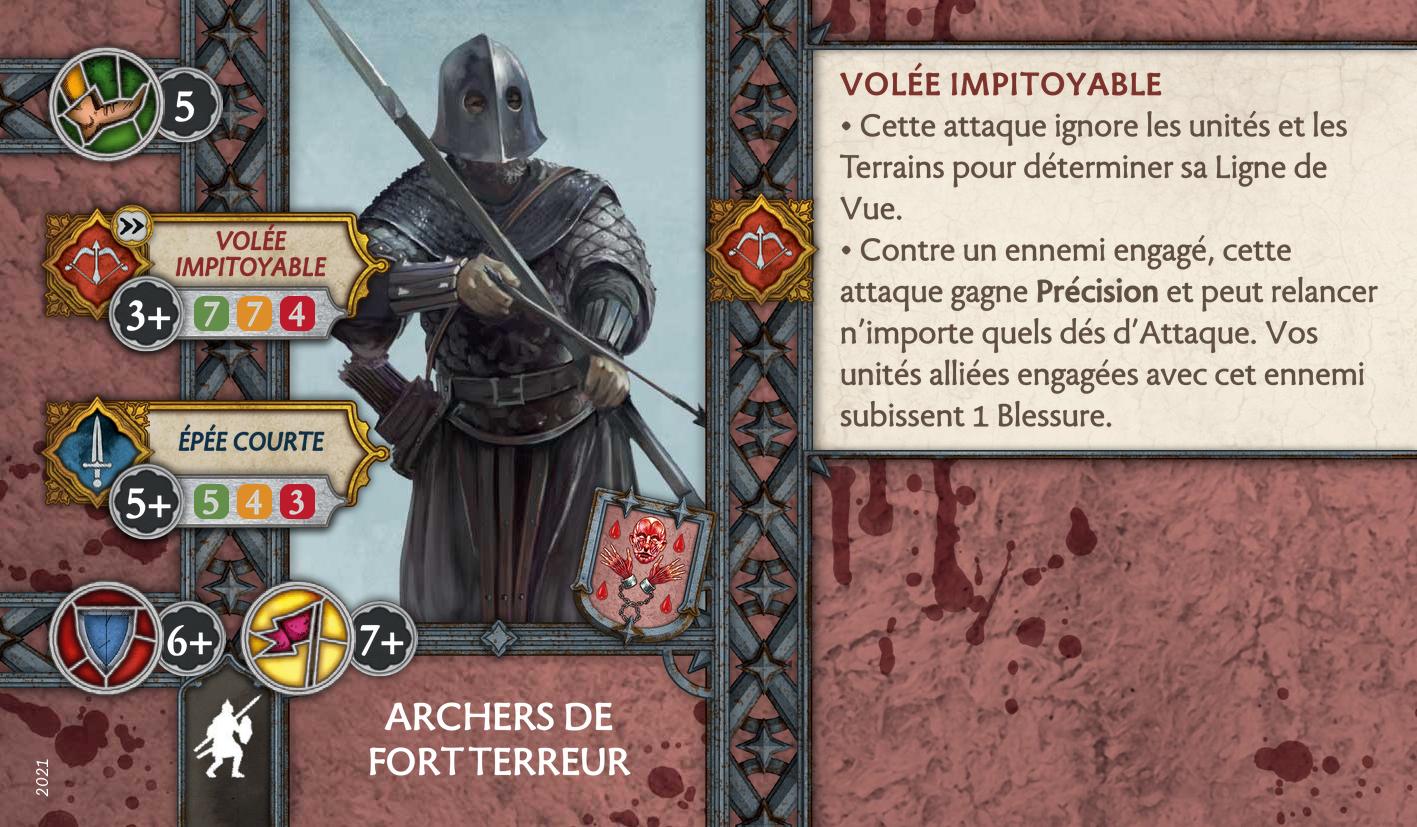 5
VOLÉE
IMPITOYABLE
3+ 7 7 4
ÉPÉE COURTE
5+ 5 4 3
6+ 7+
ARCHERS DE
FORT TERREUR
2021
VOLÉE IMPITOYABLE
• Cette attaque ignore les unités et les
Terrains pour déterminer sa Ligne de
Vue.
• Contre un ennemi engagé, cette
attaque gagne Précision et peut relancer
n’importe quels dés d’Attaque. Vos
unités alliées engagées avec cet ennemi
subissent 1 Blessure.